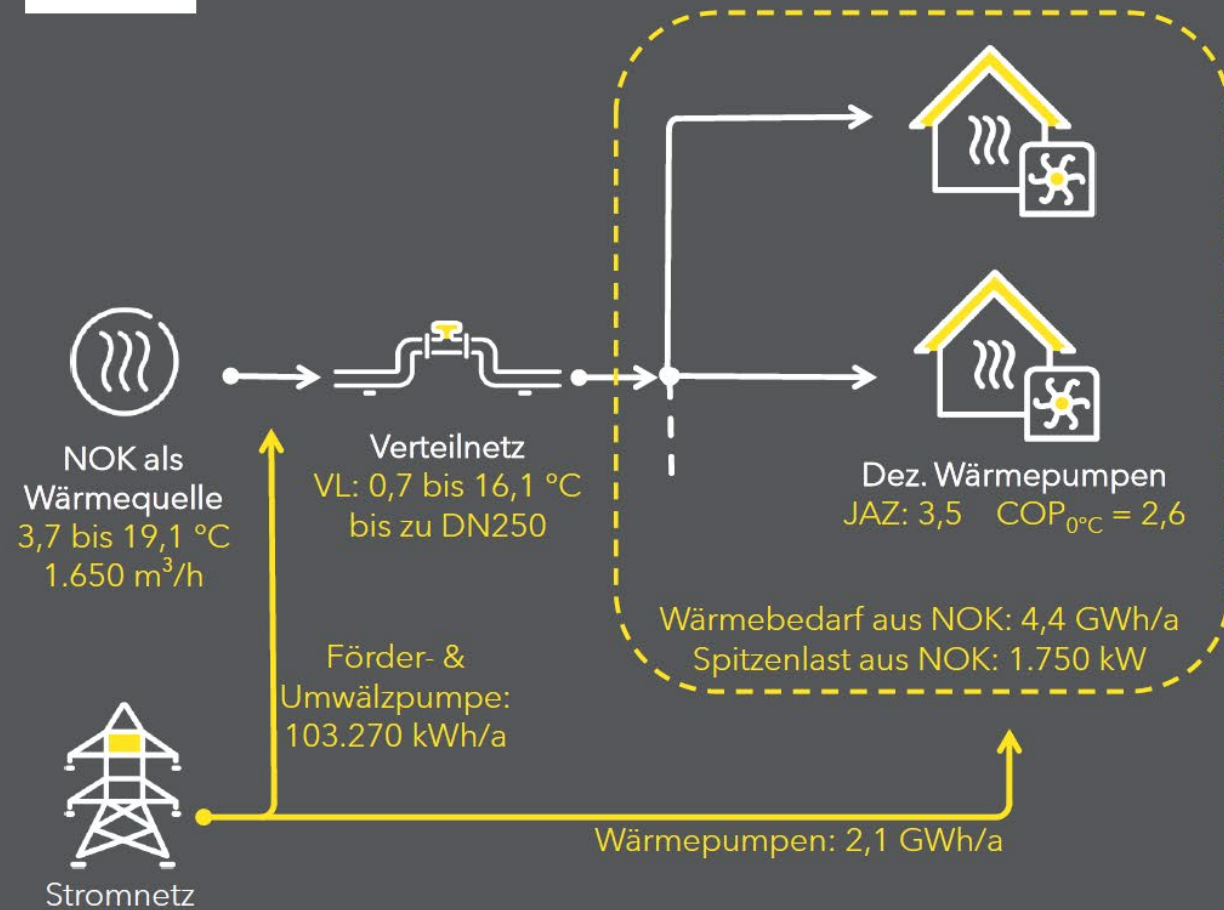 NOK als
Wärmequelle
3,7 bis 19,1 °C
1.650 m³/h
Verteilnetz
VL: 0,7 bis 16,1 °C
bis zu DN250
Dez. Wärmepumpen
JAZ: 3,5 COP₀°C = 2,6
Wärmebedarf aus NOK: 4,4 GWh/a
Spitzenlast aus NOK: 1.750 kW
Förder- &
Umwälzpumpe:
103.270 kWh/a
Wärmepumpen: 2,1 GWh/a
Stromnetz